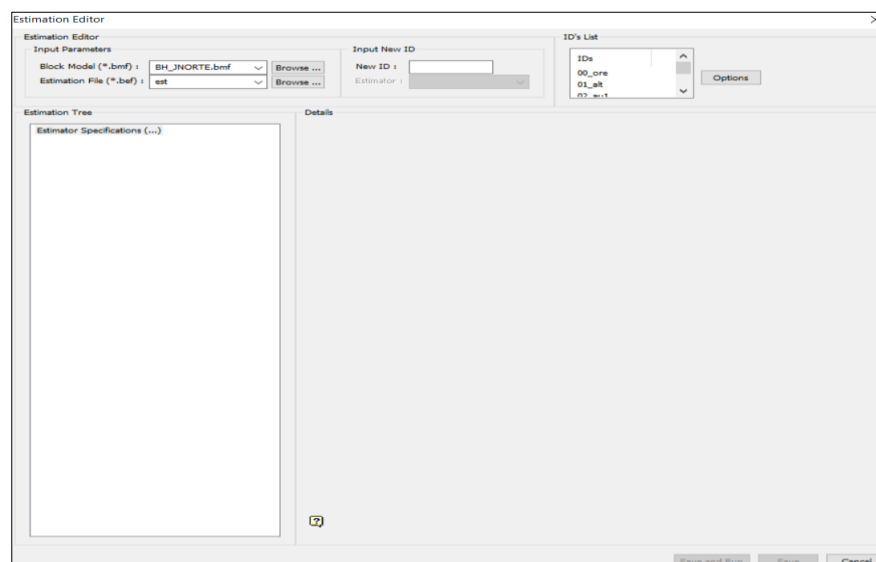 Estimation Editor
Estimation Editor
Input Parameters
Block Model (*.bmf) : BH_JNORTE.bmf Browse ...
Estimation File (*.bef) : est Browse ...
Input New ID
New ID :
Estimator :
ID's List
IDs
00_ore
01_alt
02_au1
Options
Estimation Tree
Estimator Specifications (...)
Details
Save and Run Save Cancel